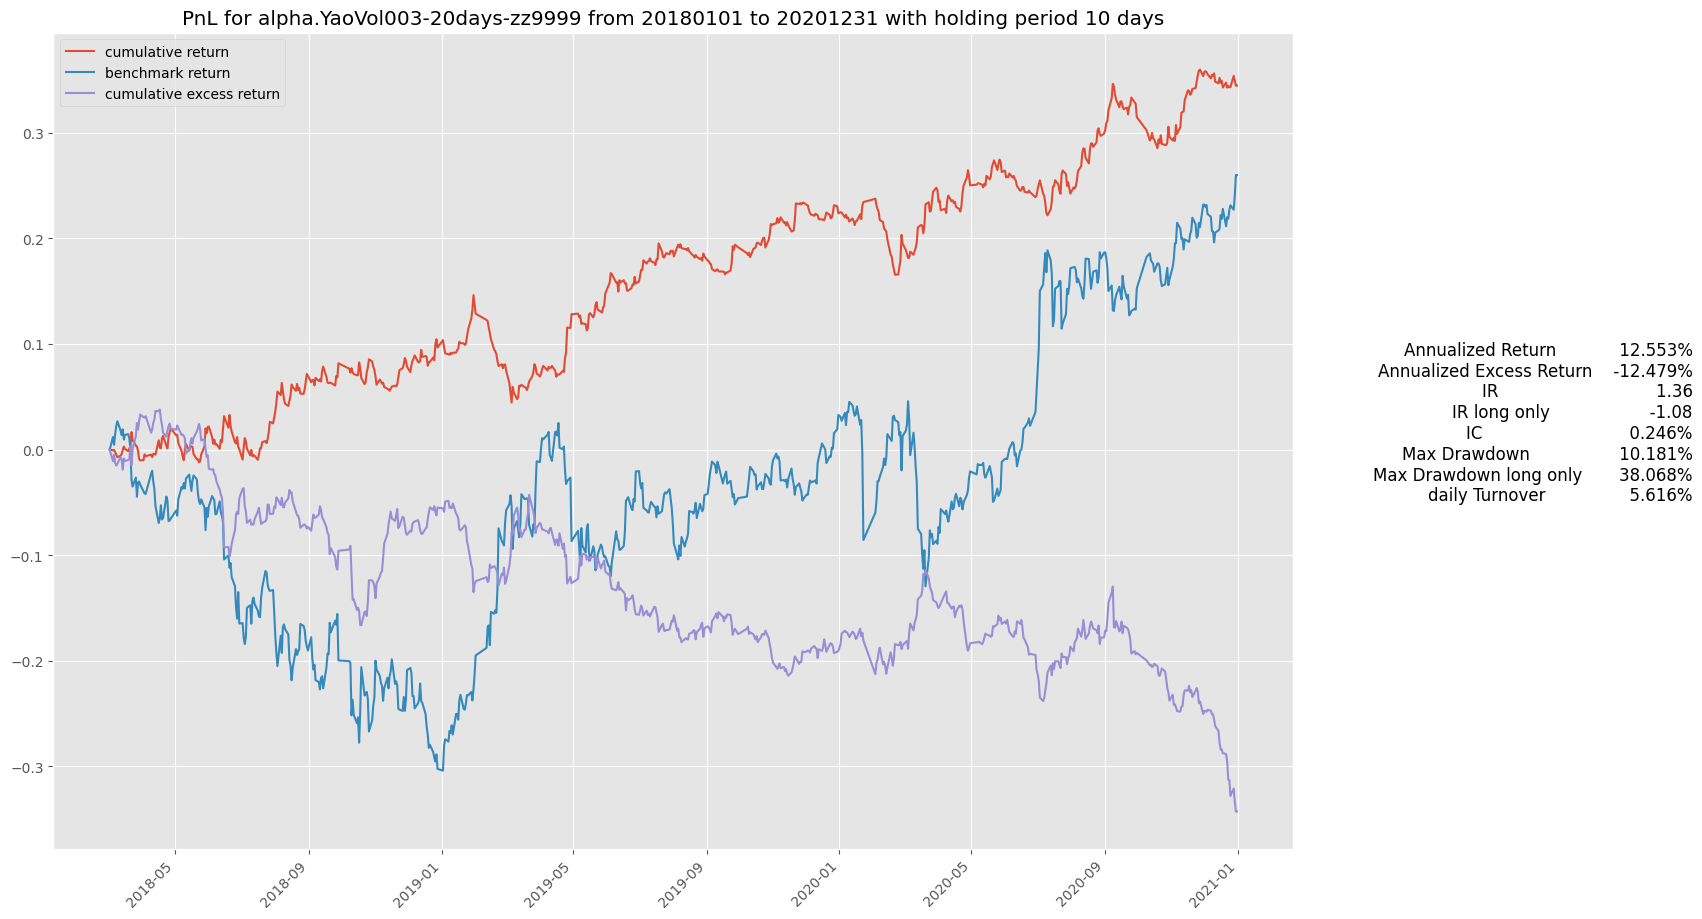 PnL for alpha.YaoVol003-20days-zz9999 from 20180101 to 20201231 with holding period 10 days
cumulative return
benchmark return
cumulative excess return
0.3
0.2
0.1
0.0
−0.1
−0.2
−0.3
2018-05
2018-09
2019-01
2019-05
2019-09
2020-01
2020-05
2020-09
2021-01
Annualized Return 12.553%
Annualized Excess Return -12.479%
IR 1.36
IR long only -1.08
IC 0.246%
Max Drawdown 10.181%
Max Drawdown long only 38.068%
daily Turnover 5.616%